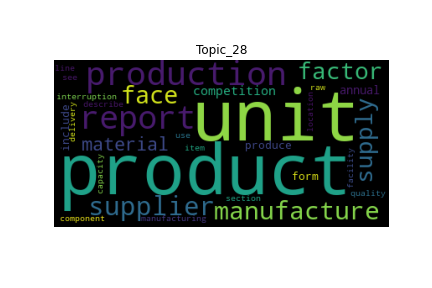 Topic_28
line
production
factor
see
face
competition
raw
annual
interruption
describe
unit
location
include
delivery
report
supply
material
use
item
produce
product
capacity
form
facility
quality
supplier
section
manufacture
component
manufacturing